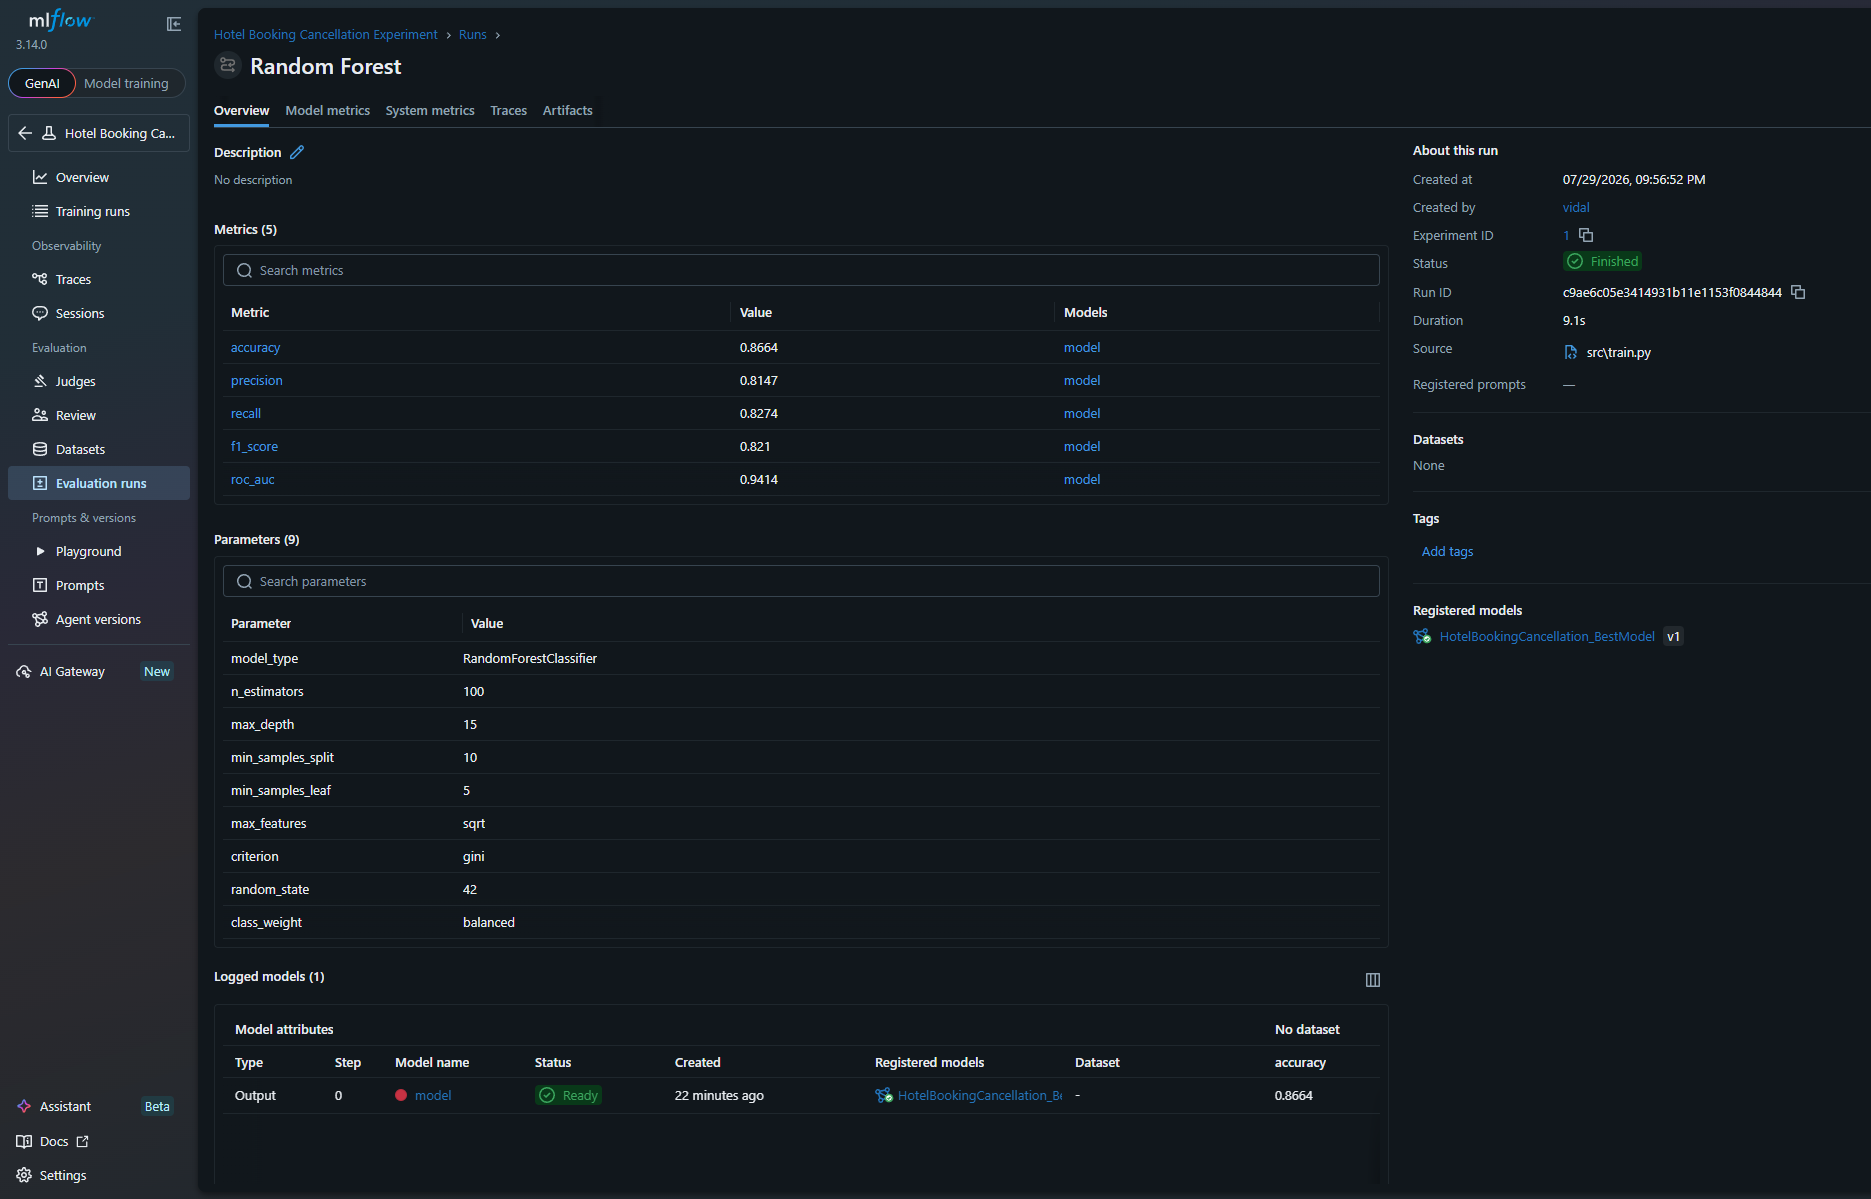 mlflow
3.14.0
GenAI Model training
Hotel Booking Ca...
Overview
Training runs
Observability
Traces
Sessions
Evaluation
Judges
Review
Datasets
Evaluation runs
Prompts & versions
Playground
Prompts
Agent versions
AI Gateway New
Assistant Beta
Docs
Settings
Hotel Booking Cancellation Experiment > Runs >
Random Forest
Overview Model metrics System metrics Traces Artifacts
Description
No description
Metrics (5)
Search metrics
Metric Value Models
accuracy 0.8664 model
precision 0.8147 model
recall 0.8274 model
f1_score 0.821 model
roc_auc 0.9414 model
Parameters (9)
Search parameters
Parameter Value
model_type RandomForestClassifier
n_estimators 100
max_depth 15
min_samples_split 10
min_samples_leaf 5
max_features sqrt
criterion gini
random_state 42
class_weight balanced
Logged models (1)
Model attributes No dataset
Type Step Model name Status Created Registered models Dataset accuracy
Output 0 model Ready 22 minutes ago HotelBookingCancellation_Be - 0.8664
About this run
Created at 07/29/2026, 09:56:52 PM
Created by vidal
Experiment ID 1
Status Finished
Run ID c9ae6c05e3414931b11e1153f0844844
Duration 9.1s
Source src\train.py
Registered prompts —
Datasets
None
Tags
Add tags
Registered models
HotelBookingCancellation_BestModel v1